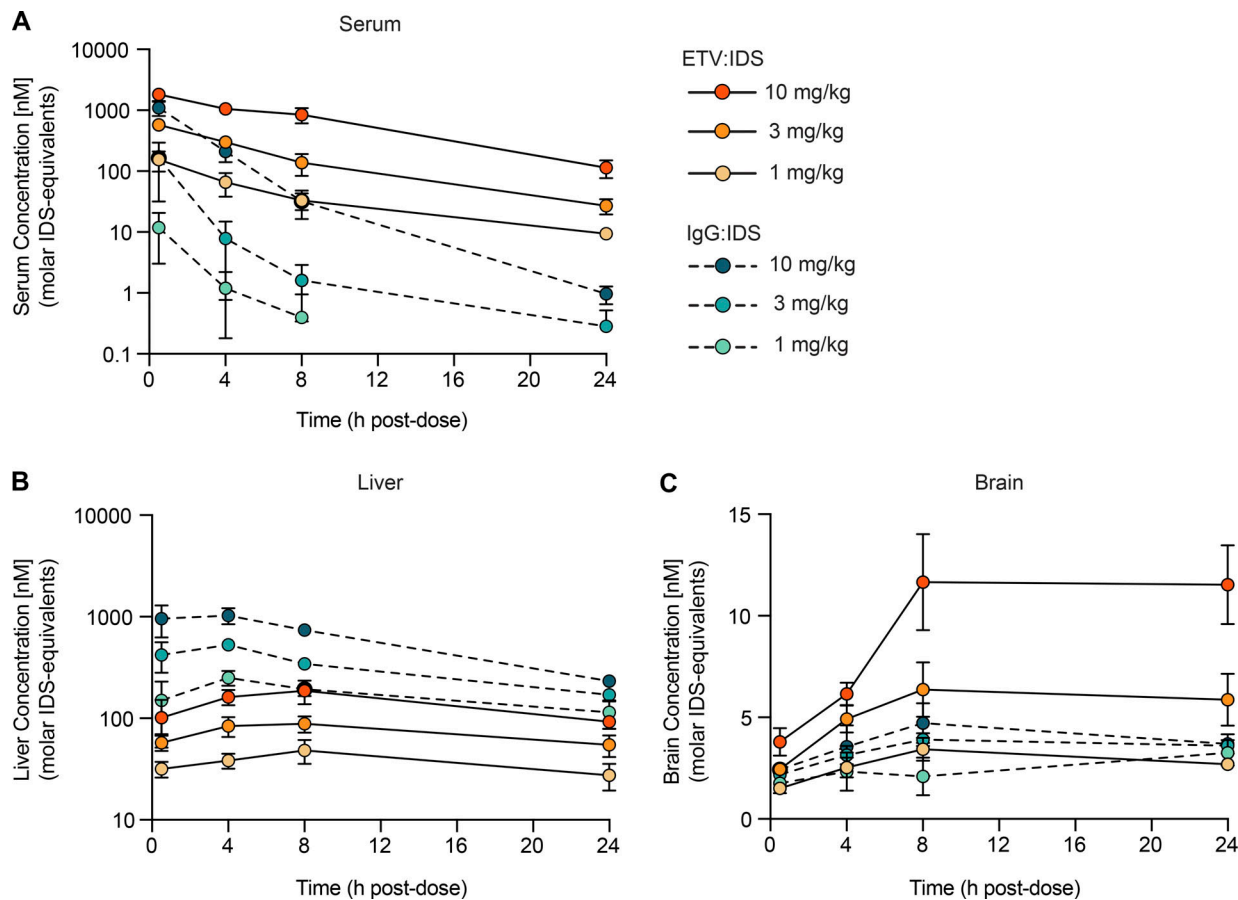 A
Serum
Serum Concentration [nM]
(molar IDS-equivalents)
10000
1000
100
10
1
0.1
0 4 8 12 16 20 24
Time (h post-dose)
ETV:IDS
10 mg/kg
3 mg/kg
1 mg/kg
IgG:IDS
10 mg/kg
3 mg/kg
1 mg/kg
B
Liver
Liver Concentration [nM]
(molar IDS-equivalents)
10000
1000
100
10
0 4 8 12 16 20 24
Time (h post-dose)
C
Brain
Brain Concentration [nM]
(molar IDS-equivalents)
15
10
5
0
0 4 8 12 16 20 24
Time (h post-dose)